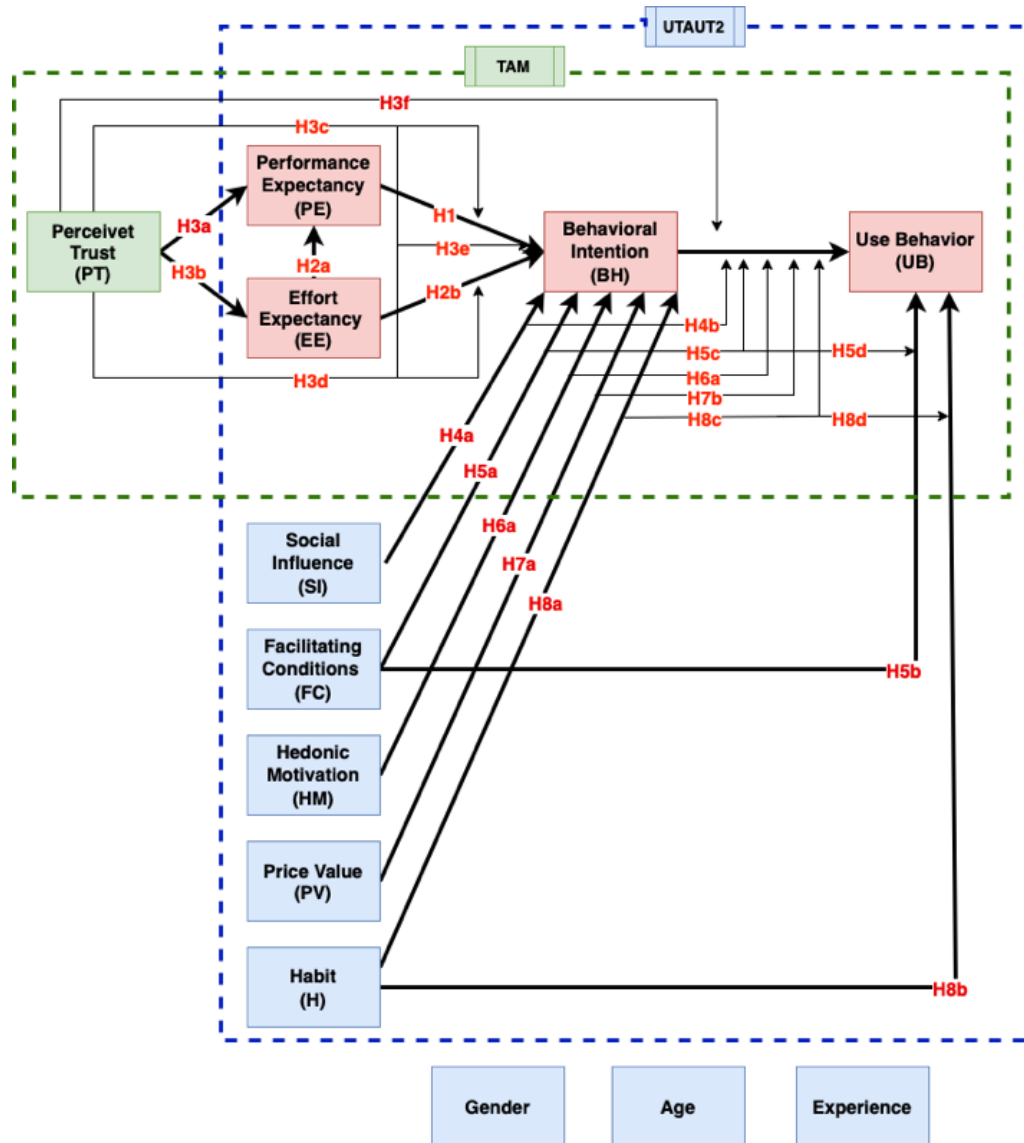 UTAUT2
TAM
H3f
H3c
Performance
Expectancy
(PE)
H1
Perceivet
Trust
(PT)
H3a
H3b
H2a
H3e
Behavioral
Intention
(BH)
Use Behavior
(UB)
Effort
Expectancy
(EE)
H2b
H3d
H4b
H5c
H5d
H6a
H7b
H8c
H8d
H4a
H5a
H6a
H7a
H8a
Social
Influence
(SI)
Facilitating
Conditions
(FC)
H5b
Hedonic
Motivation
(HM)
Price Value
(PV)
Habit
(H)
H8b
Gender
Age
Experience